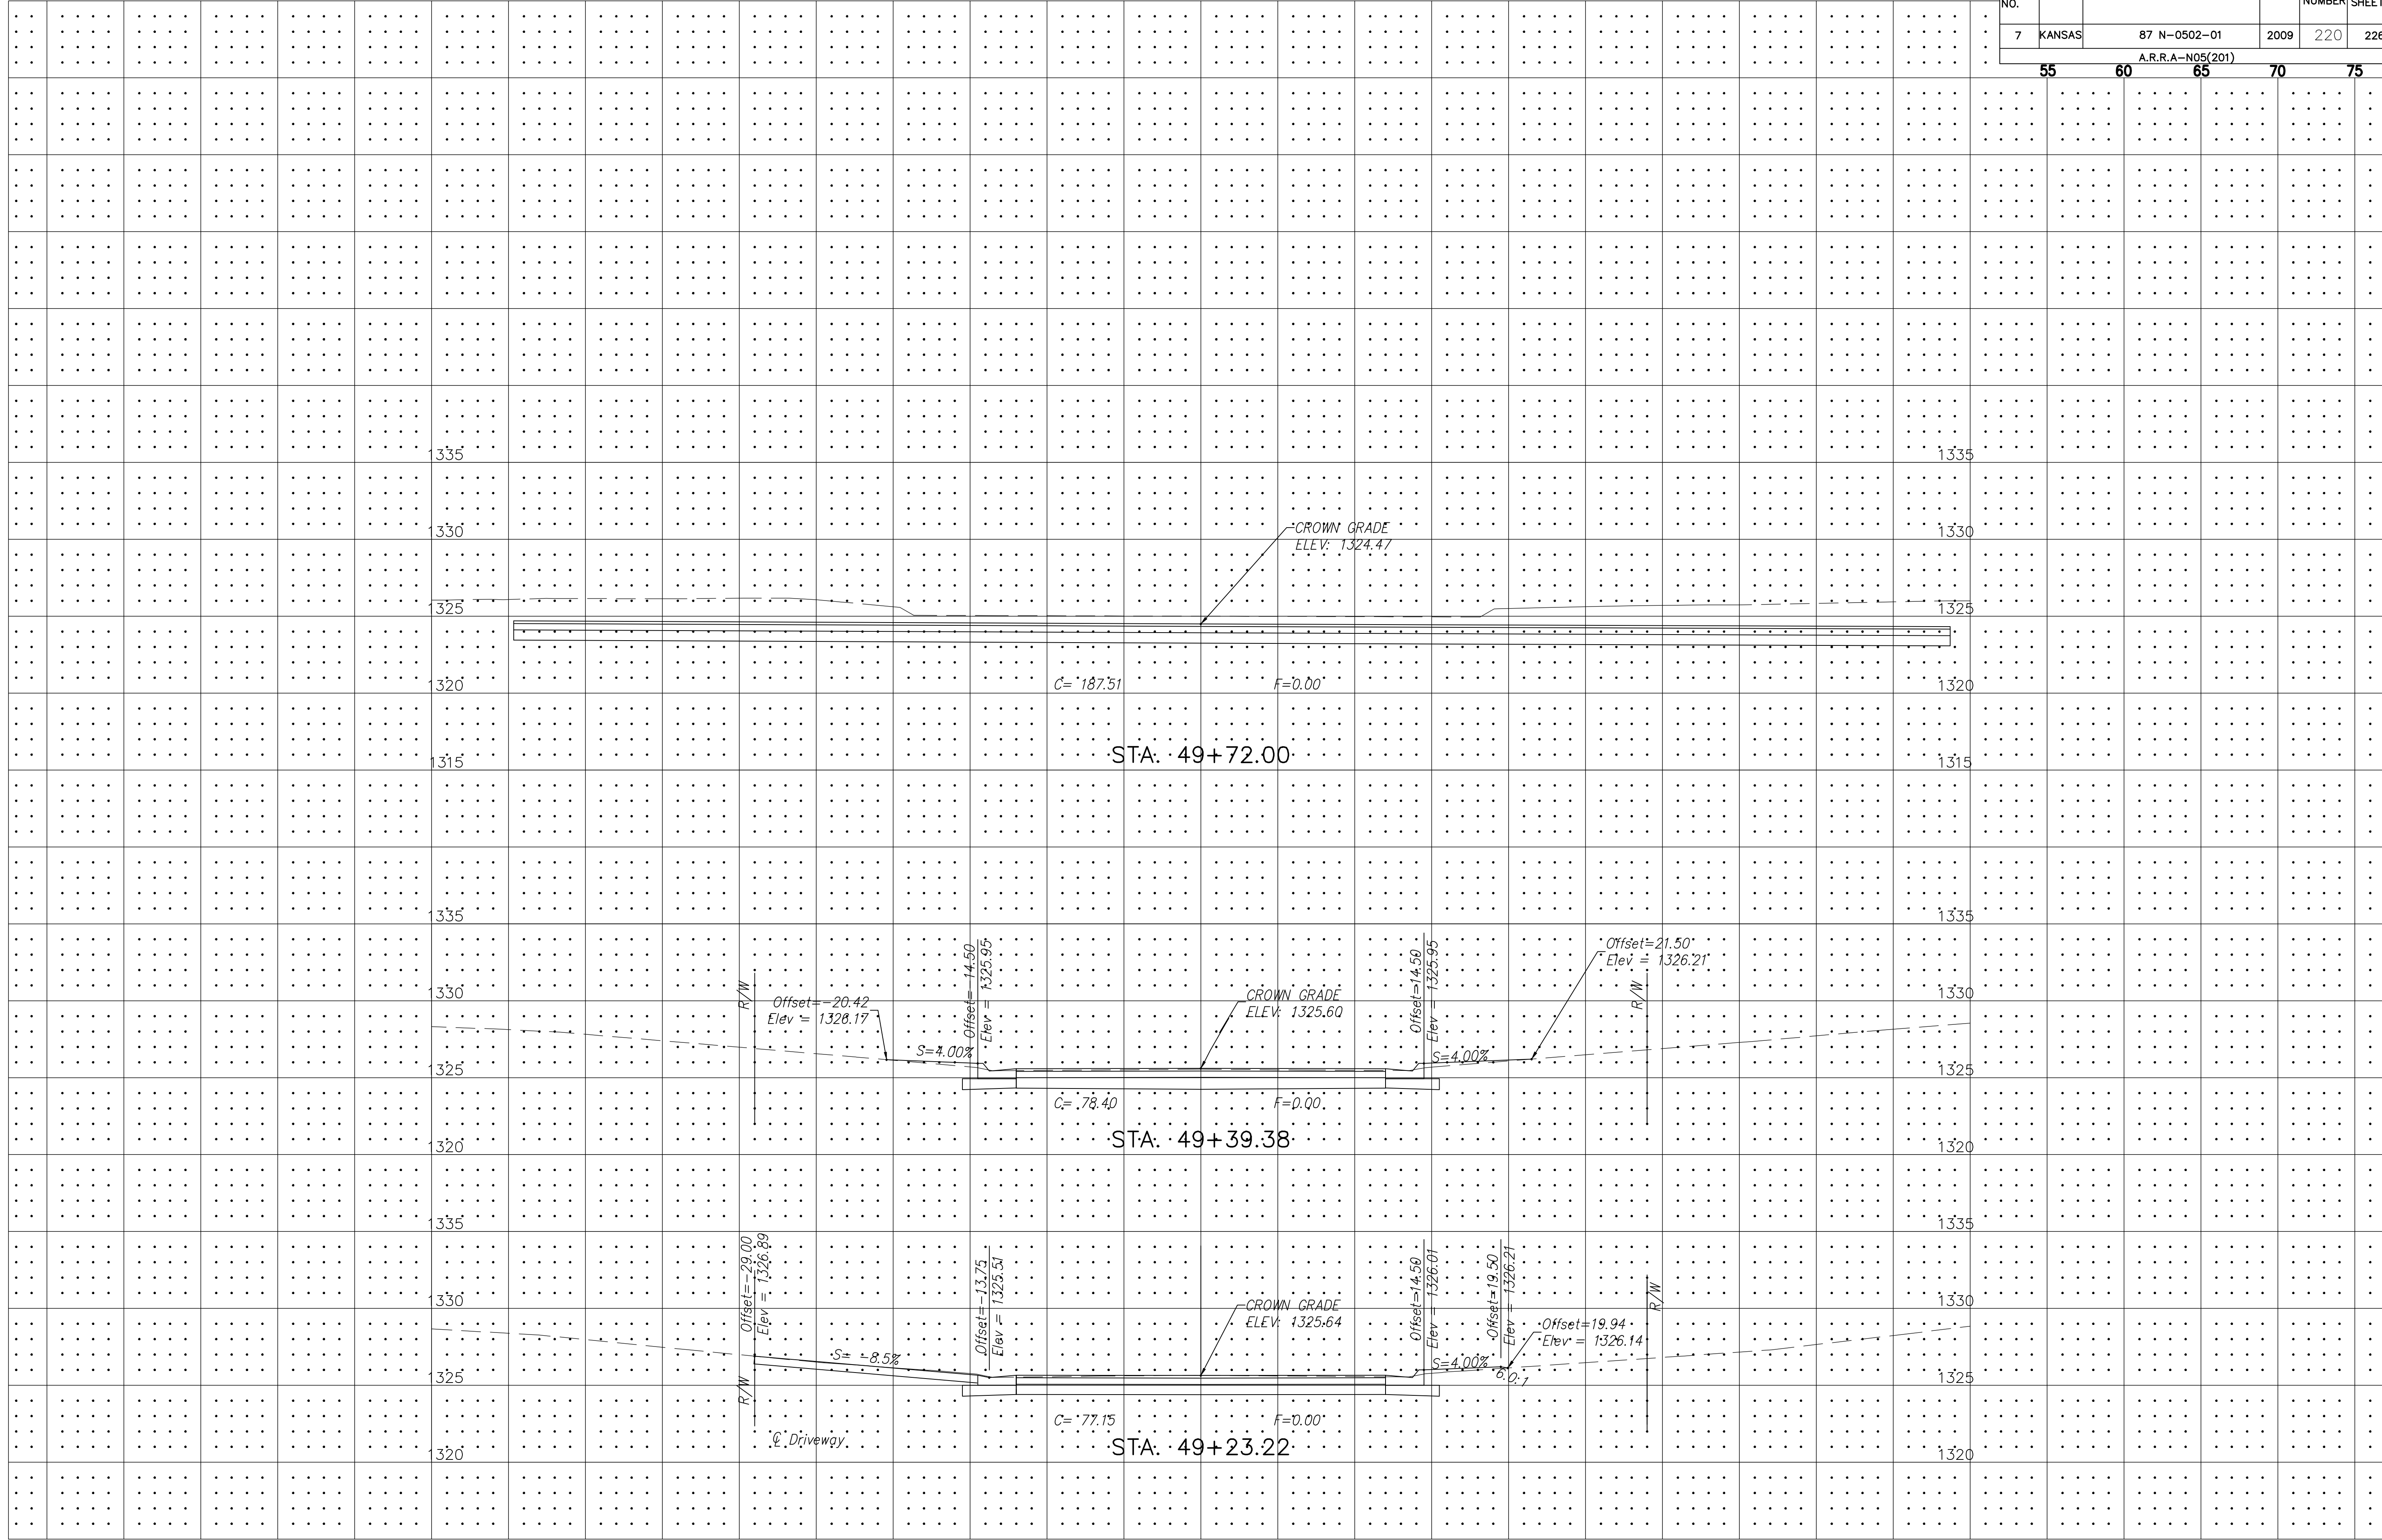 NO. NUMBER SHEET
7 KANSAS 87 N-0502-01 2009 220 226
A.R.R.A-N05(201)
55 60 65 70 75
1335 1335
1330 1330
CROWN GRADE
ELEV: 1324.47
1325 1325
1320 1320
C= 187.51 F=0.00
STA. 49+72.00
1315 1315
1335 1335
R/W
Offset=-20.42
Elev = 1326.17
Offset=-14.50
Elev = 1325.95
CROWN GRADE
ELEV: 1325.60
Offset=14.50
Elev = 1325.95
Offset=21.50
Elev = 1326.21
R/W
1330 1330
S=4.00% S=4.00%
1325 1325
C= 78.40 F=0.00
STA. 49+39.38
1320 1320
1335 1335
Offset=-29.00
Elev = 1326.89
Offset=-13.75
Elev = 1325.51
CROWN GRADE
ELEV: 1325.64
Offset=14.50
Elev = 1326.01
Offset=19.50
Elev = 1326.21
Offset=19.94
Elev = 1326.14
R/W
1330 1330
S= -8.5% S=4.00%
6.0:1
1325 1325
R/W
C= 77.15 F=0.00
℄ Driveway
STA. 49+23.22
1320 1320